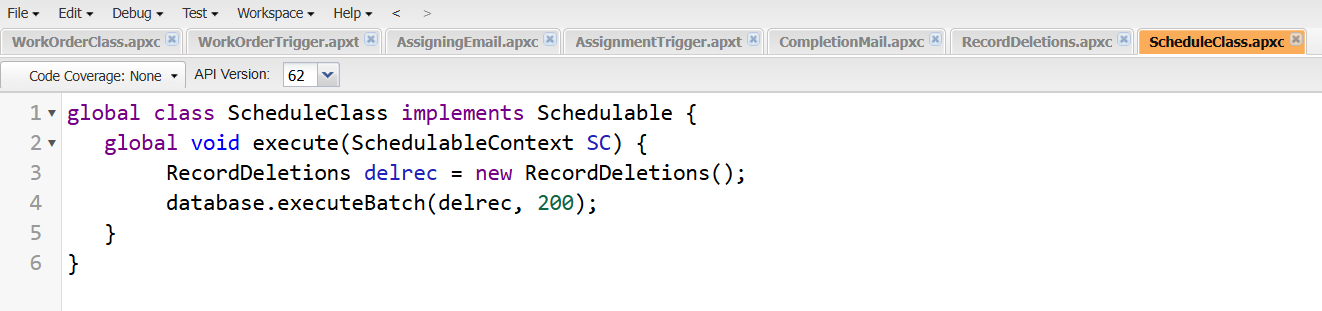 File Edit Debug Test Workspace Help < >
WorkOrderClass.apxc WorkOrderTrigger.apxt AssigningEmail.apxc AssignmentTrigger.apxt CompletionMail.apxc RecordDeletions.apxc ScheduleClass.apxc
Code Coverage: None API Version: 62
1 global class ScheduleClass implements Schedulable {
2 global void execute(SchedulableContext SC) {
3 RecordDeletions delrec = new RecordDeletions();
4 database.executeBatch(delrec, 200);
5 }
6 }